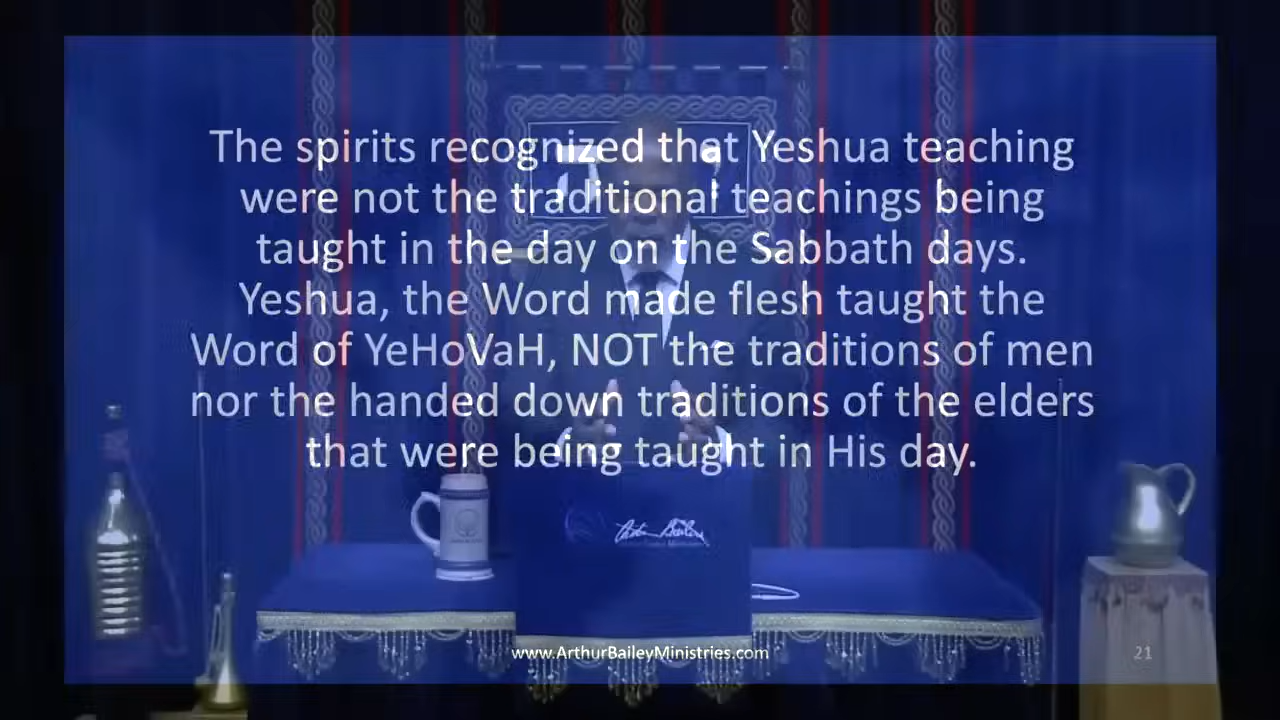 The spirits recognized that Yeshua teaching
were not the traditional teachings being
taught in the day on the Sabbath days.
Yeshua, the Word made flesh taught the
Word of YeHoVaH, NOT the traditions of men
nor the handed down traditions of the elders
that were being taught in His day.
www.ArthurBaileyMinistries.com
21